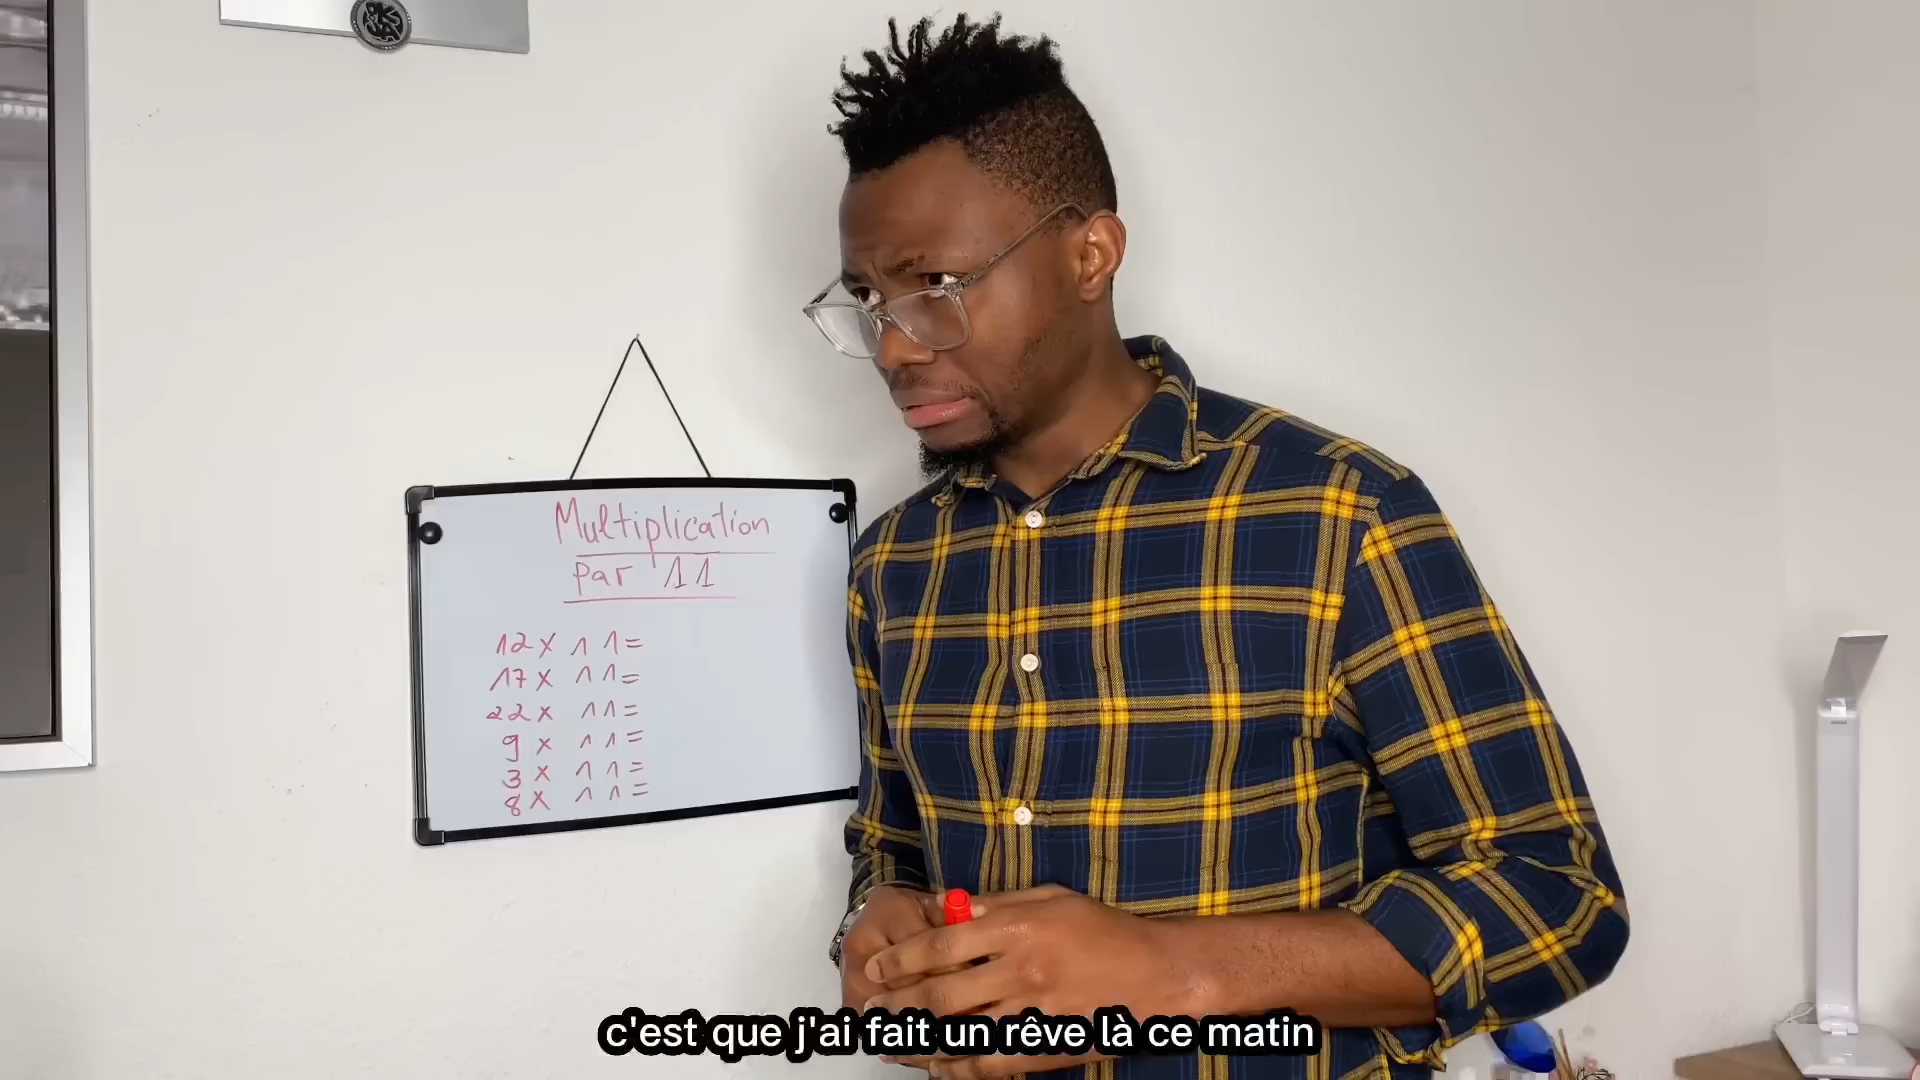 Multiplication
par 11
12 x 11 =
17 x 11 =
22 x 11 =
9 x 11 =
3 x 11 =
8 x 11 =
c'est que j'ai fait un rêve là ce matin